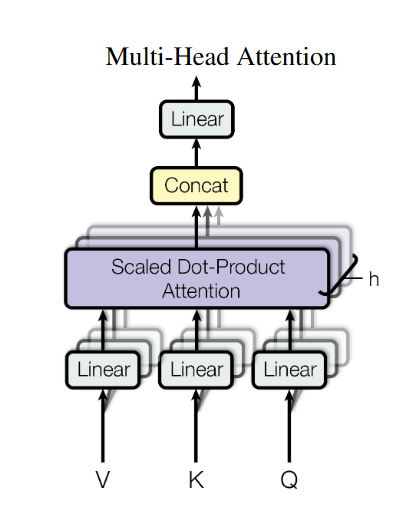 Multi-Head Attention
Linear
Concat
Scaled Dot-Product
Attention
h
Linear Linear Linear
V K Q